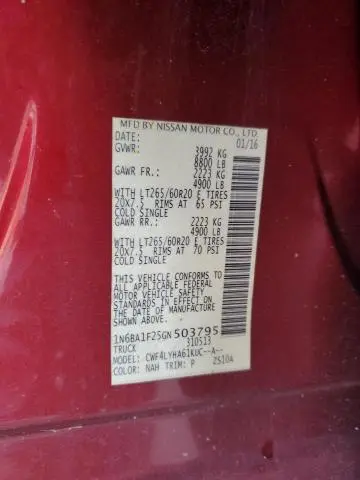 MFD BY NISSAN MOTOR CO., LTD.
DATE: 01/16
GVWR: 3992 KG
8800 LB
GAWR FR.: 2223 KG
4900 LB
WITH LT265/60R20 E TIRES
20X7.5 RIMS AT 65 PSI
COLD SINGLE
GAWR RR.: 2223 KG
4900 LB
WITH LT265/60R20 E TIRES
20X7.5 RIMS AT 70 PSI
COLD SINGLE
THIS VEHICLE CONFORMS TO
ALL APPLICABLE FEDERAL
MOTOR VEHICLE SAFETY
STANDARDS IN EFFECT ON
THE DATE OF MANUFACTURE
SHOWN ABOVE.
1N6BA1F25GN503795
TRUCK 310513
MODEL: CWF4LYHA61KUC--A--
COLOR: NAH TRIM: P 2S10A